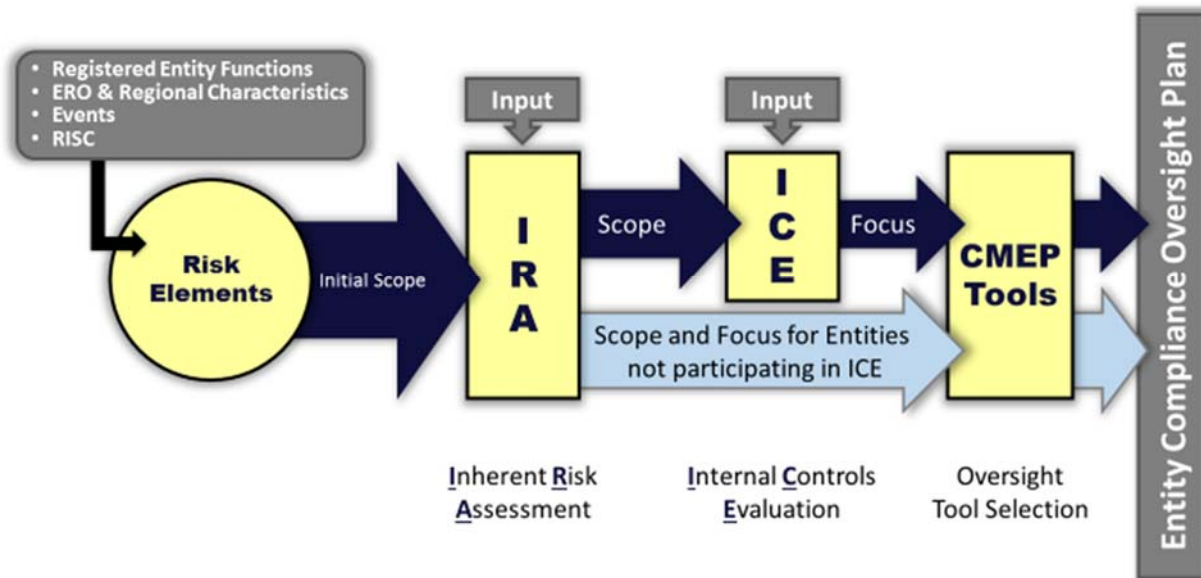 • Registered Entity Functions
• ERO & Regional Characteristics
• Events
• RISC
Risk
Elements
Initial Scope
Input
I
R
A
Scope
Input
I
C
E
Focus
Scope and Focus for Entities
not participating in ICE
CMEP
Tools
Entity Compliance Oversight Plan
Inherent Risk
Assessment
Internal Controls
Evaluation
Oversight
Tool Selection